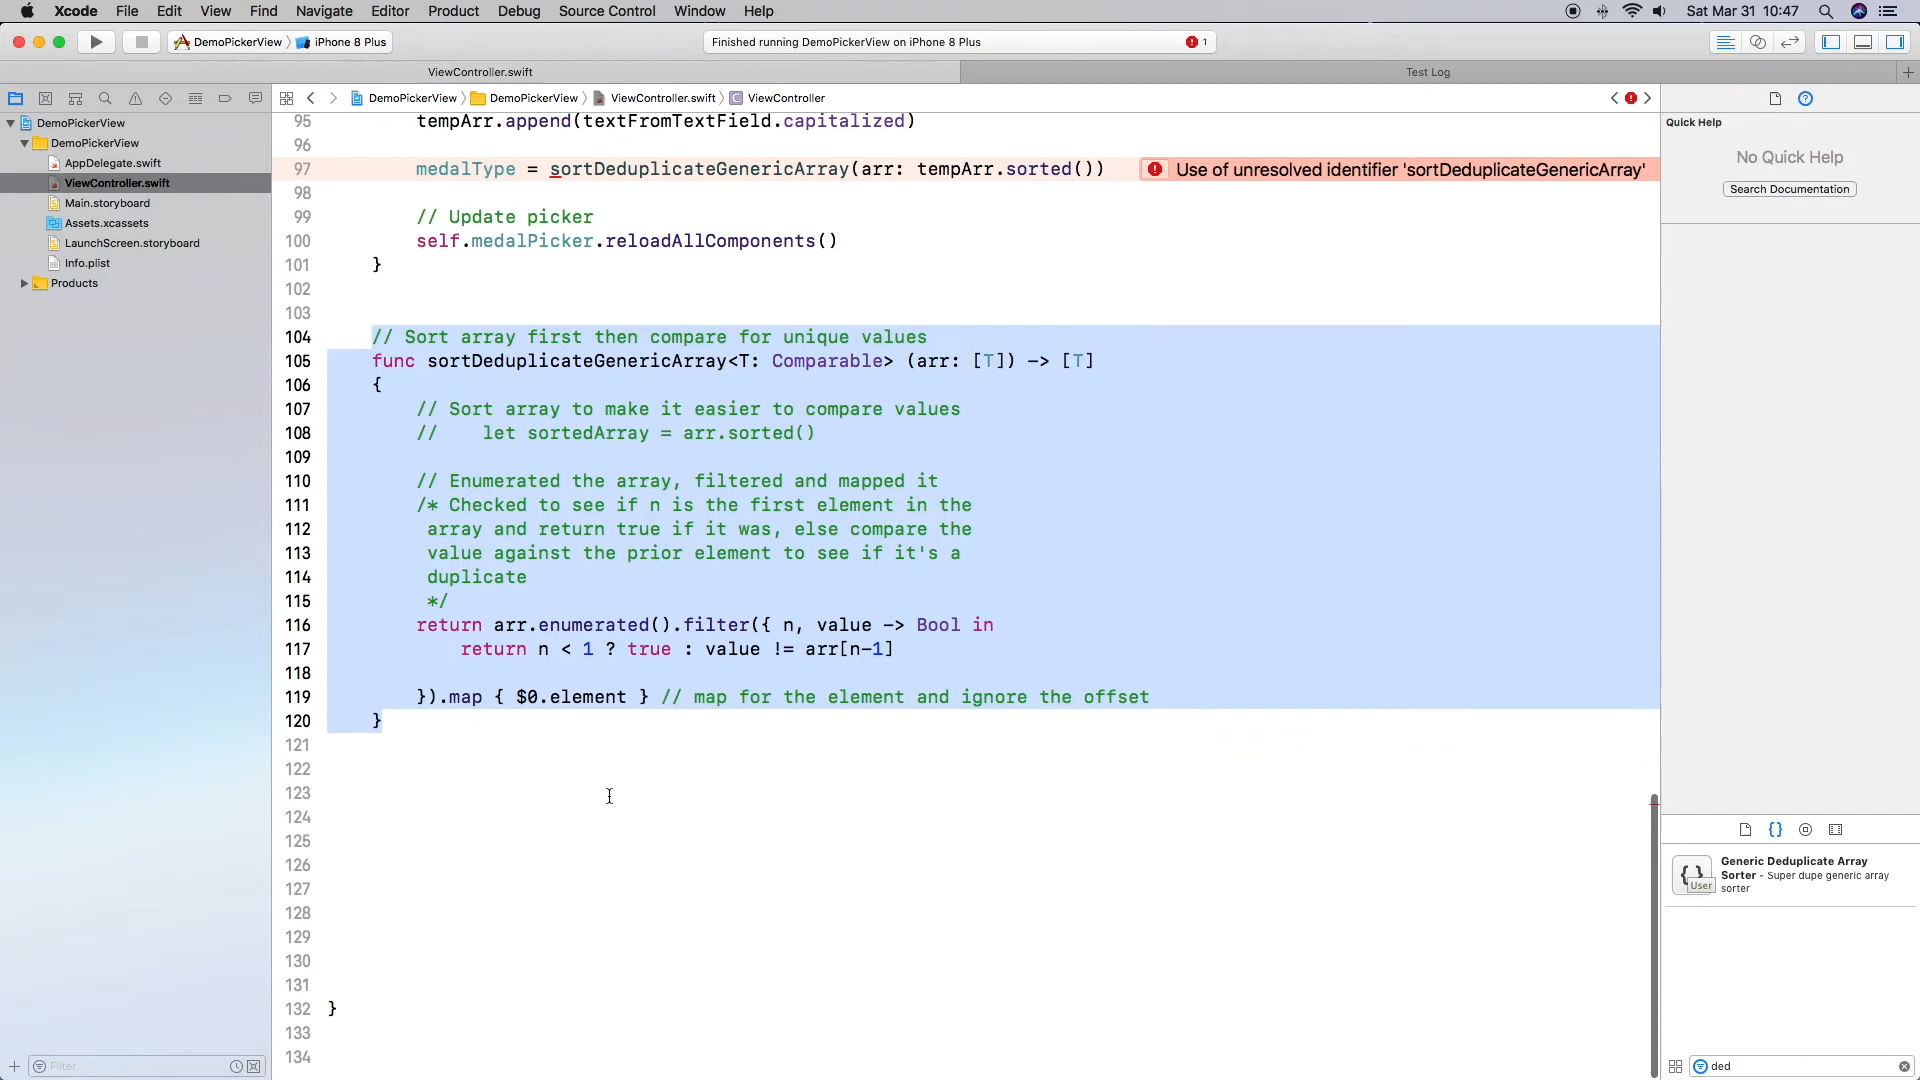 Xcode File Edit View Find Navigate Editor Product Debug Source Control Window Help Sat Mar 31 10:47
DemoPickerView iPhone 8 Plus Finished running DemoPickerView on iPhone 8 Plus 1
ViewController.swift Test Log
DemoPickerView DemoPickerView ViewController.swift C ViewController
DemoPickerView
DemoPickerView
AppDelegate.swift
ViewController.swift
Main.storyboard
Assets.xcassets
LaunchScreen.storyboard
Info.plist
Products
Filter
95 tempArr.append(textFromTextField.capitalized)
96
97 medalType = sortDeduplicateGenericArray(arr: tempArr.sorted()) Use of unresolved identifier 'sortDeduplicateGenericArray'
98
99 // Update picker
100 self.medalPicker.reloadAllComponents()
101 }
102
103
104 // Sort array first then compare for unique values
105 func sortDeduplicateGenericArray<T: Comparable> (arr: [T]) -> [T]
106 {
107 // Sort array to make it easier to compare values
108 // let sortedArray = arr.sorted()
109
110 // Enumerated the array, filtered and mapped it
111 /* Checked to see if n is the first element in the
112 array and return true if it was, else compare the
113 value against the prior element to see if it's a
114 duplicate
115 */
116 return arr.enumerated().filter({ n, value -> Bool in
117 return n < 1 ? true : value != arr[n-1]
118
119 }).map { $0.element } // map for the element and ignore the offset
120 }
121
122
123
124
125
126
127
128
129
130
131
132 }
133
134
Quick Help
No Quick Help
Search Documentation
{ }
User
Generic Deduplicate Array
Sorter - Super dupe generic array
sorter
ded